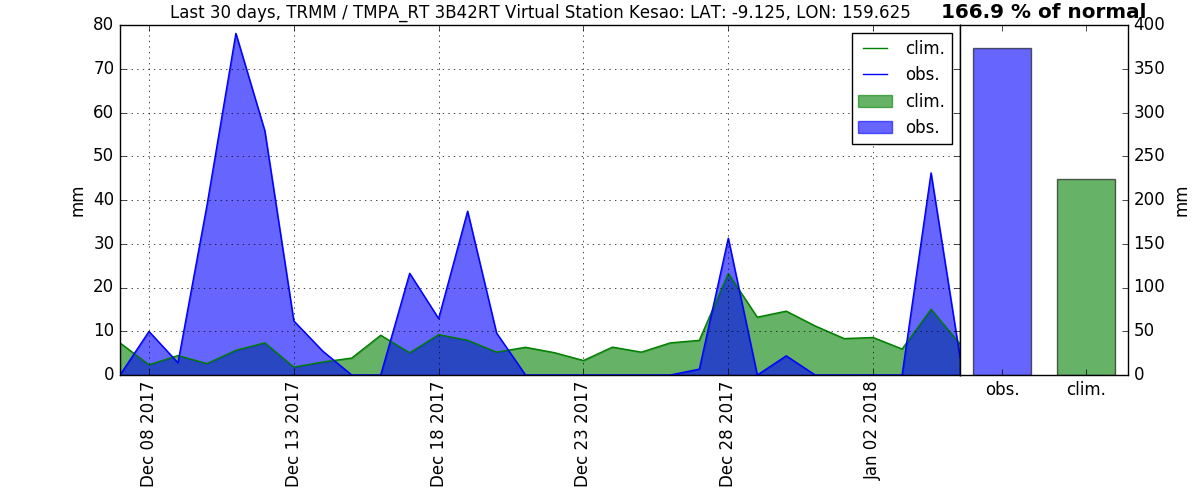 Last 30 days, TRMM / TMPA_RT 3B42RT Virtual Station Kesao: LAT: -9.125, LON: 159.625
166.9 % of normal
80
70
60
50
40
30
20
10
0
mm
clim.
obs.
clim.
obs.
Dec 08 2017
Dec 13 2017
Dec 18 2017
Dec 23 2017
Dec 28 2017
Jan 02 2018
400
350
300
250
200
150
100
50
0
mm
obs.
clim.